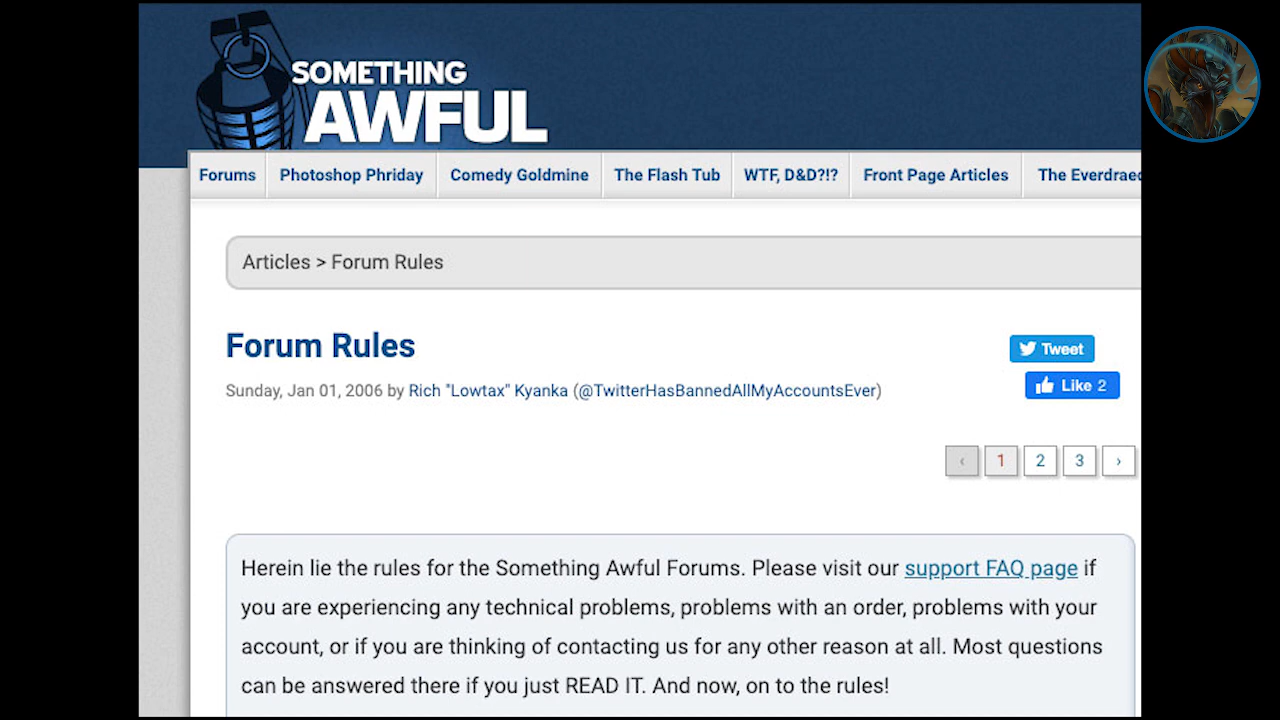 SOMETHING
AWFUL
Forums Photoshop Phriday Comedy Goldmine The Flash Tub WTF, D&D?!? Front Page Articles The Everdraed
Articles > Forum Rules
Forum Rules
Tweet
Sunday, Jan 01, 2006 by Rich "Lowtax" Kyanka (@TwitterHasBannedAllMyAccountsEver)
Like 2
‹ 1 2 3 ›
Herein lie the rules for the Something Awful Forums. Please visit our support FAQ page if
you are experiencing any technical problems, problems with an order, problems with your
account, or if you are thinking of contacting us for any other reason at all. Most questions
can be answered there if you just READ IT. And now, on to the rules!